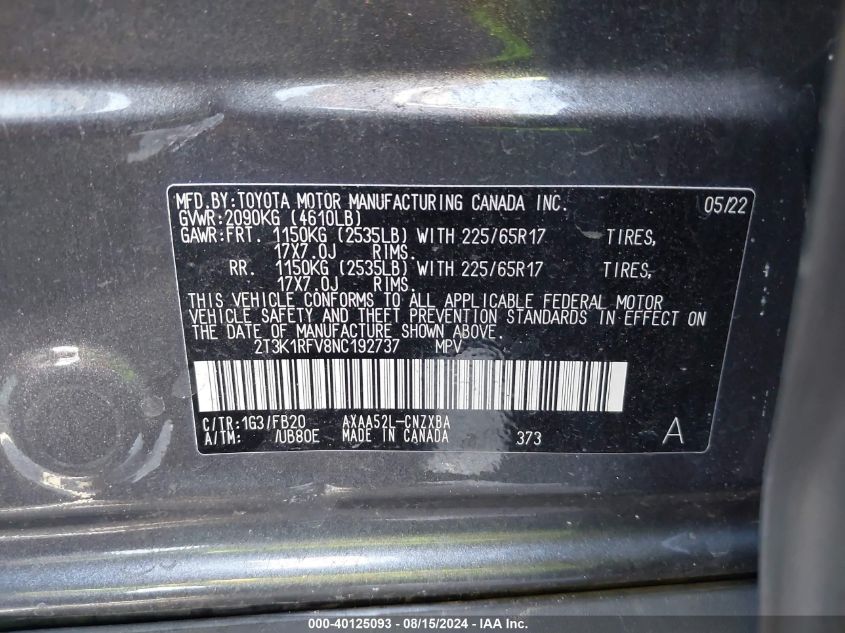 MFD.BY:TOYOTA MOTOR MANUFACTURING CANADA INC. 05/22
GVWR:2090KG (4610LB)
GAWR:FRT. 1150KG (2535LB) WITH 225/65R17 TIRES,
17X7.0J RIMS.
RR. 1150KG (2535LB) WITH 225/65R17 TIRES,
17X7.0J RIMS.
THIS VEHICLE CONFORMS TO ALL APPLICABLE FEDERAL MOTOR
VEHICLE SAFETY AND THEFT PREVENTION STANDARDS IN EFFECT ON
THE DATE OF MANUFACTURE SHOWN ABOVE.
2T3K1RFV8NC192737 MPV
C/TR:1G3/FB20 AXAA52L-CNZXBA
A/TM: /UB80E MADE IN CANADA 373 A
000-40125093 - 08/15/2024 - IAA Inc.